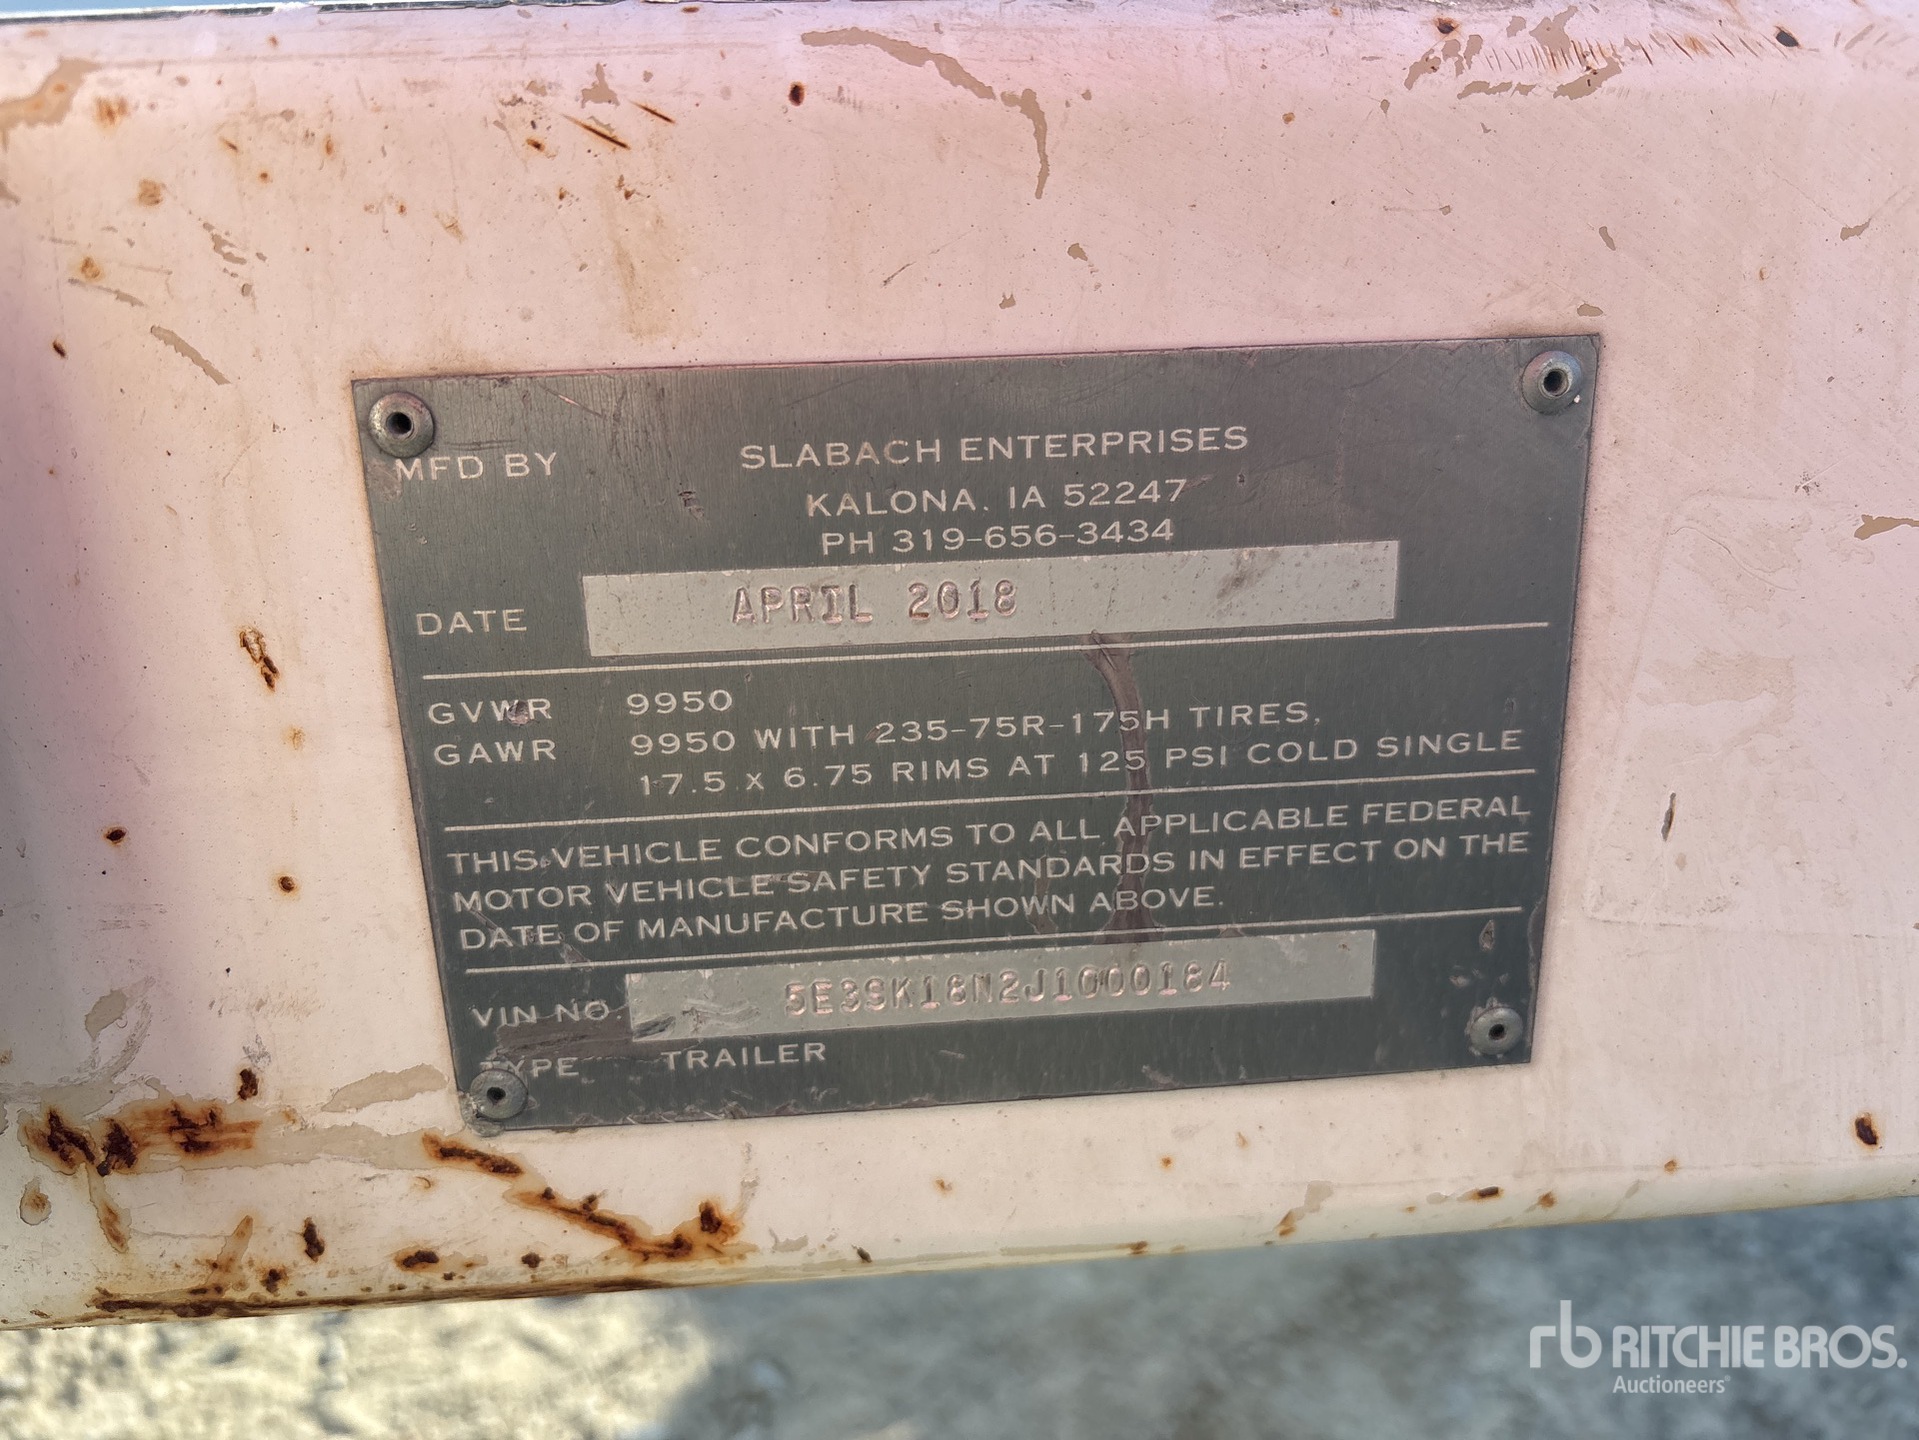 MFD BY SLABACH ENTERPRISES
KALONA, IA 52247
PH 319-656-3434
DATE APRIL 2018
GVWR 9950
GAWR 9950 WITH 235-75R-175H TIRES,
17.5 x 6.75 RIMS AT 125 PSI COLD SINGLE
THIS VEHICLE CONFORMS TO ALL APPLICABLE FEDERAL
MOTOR VEHICLE SAFETY STANDARDS IN EFFECT ON THE
DATE OF MANUFACTURE SHOWN ABOVE.
VIN NO. 5E3SK18N2J1000184
TYPE TRAILER
rb RITCHIE BROS.
Auctioneers